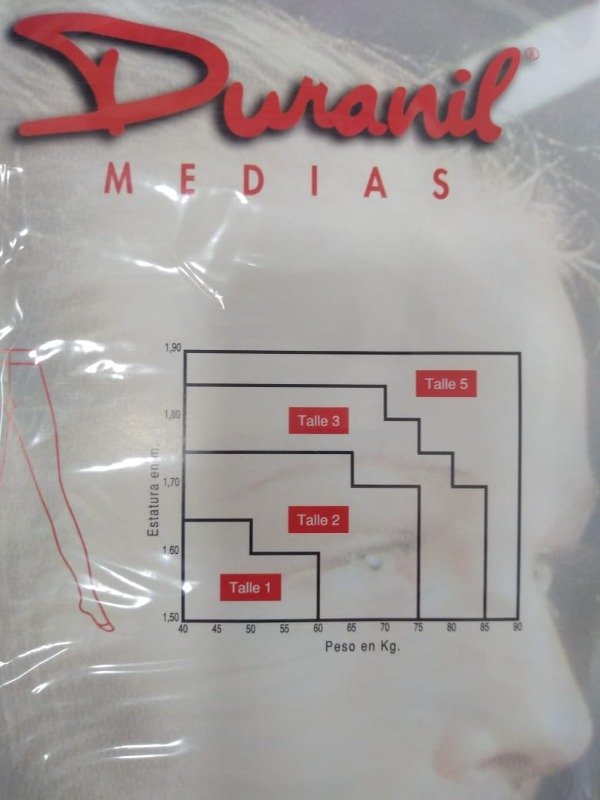 Duranil®
MEDIAS
1,90
Talle 5
1,80
Talle 3
Estatura en m.
1,70
Talle 2
1.60
Talle 1
1,50
40 45 50 55 60 65 70 75 80 85 90
Peso en Kg.